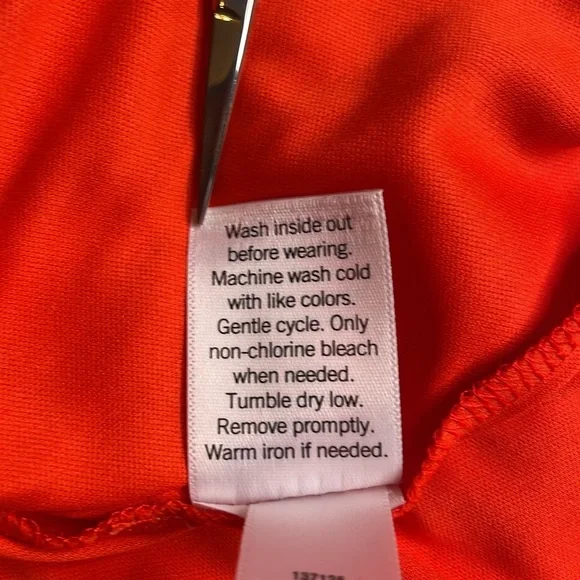 Wash inside out
before wearing.
Machine wash cold
with like colors.
Gentle cycle. Only
non-chlorine bleach
when needed.
Tumble dry low.
Remove promptly.
Warm iron if needed.